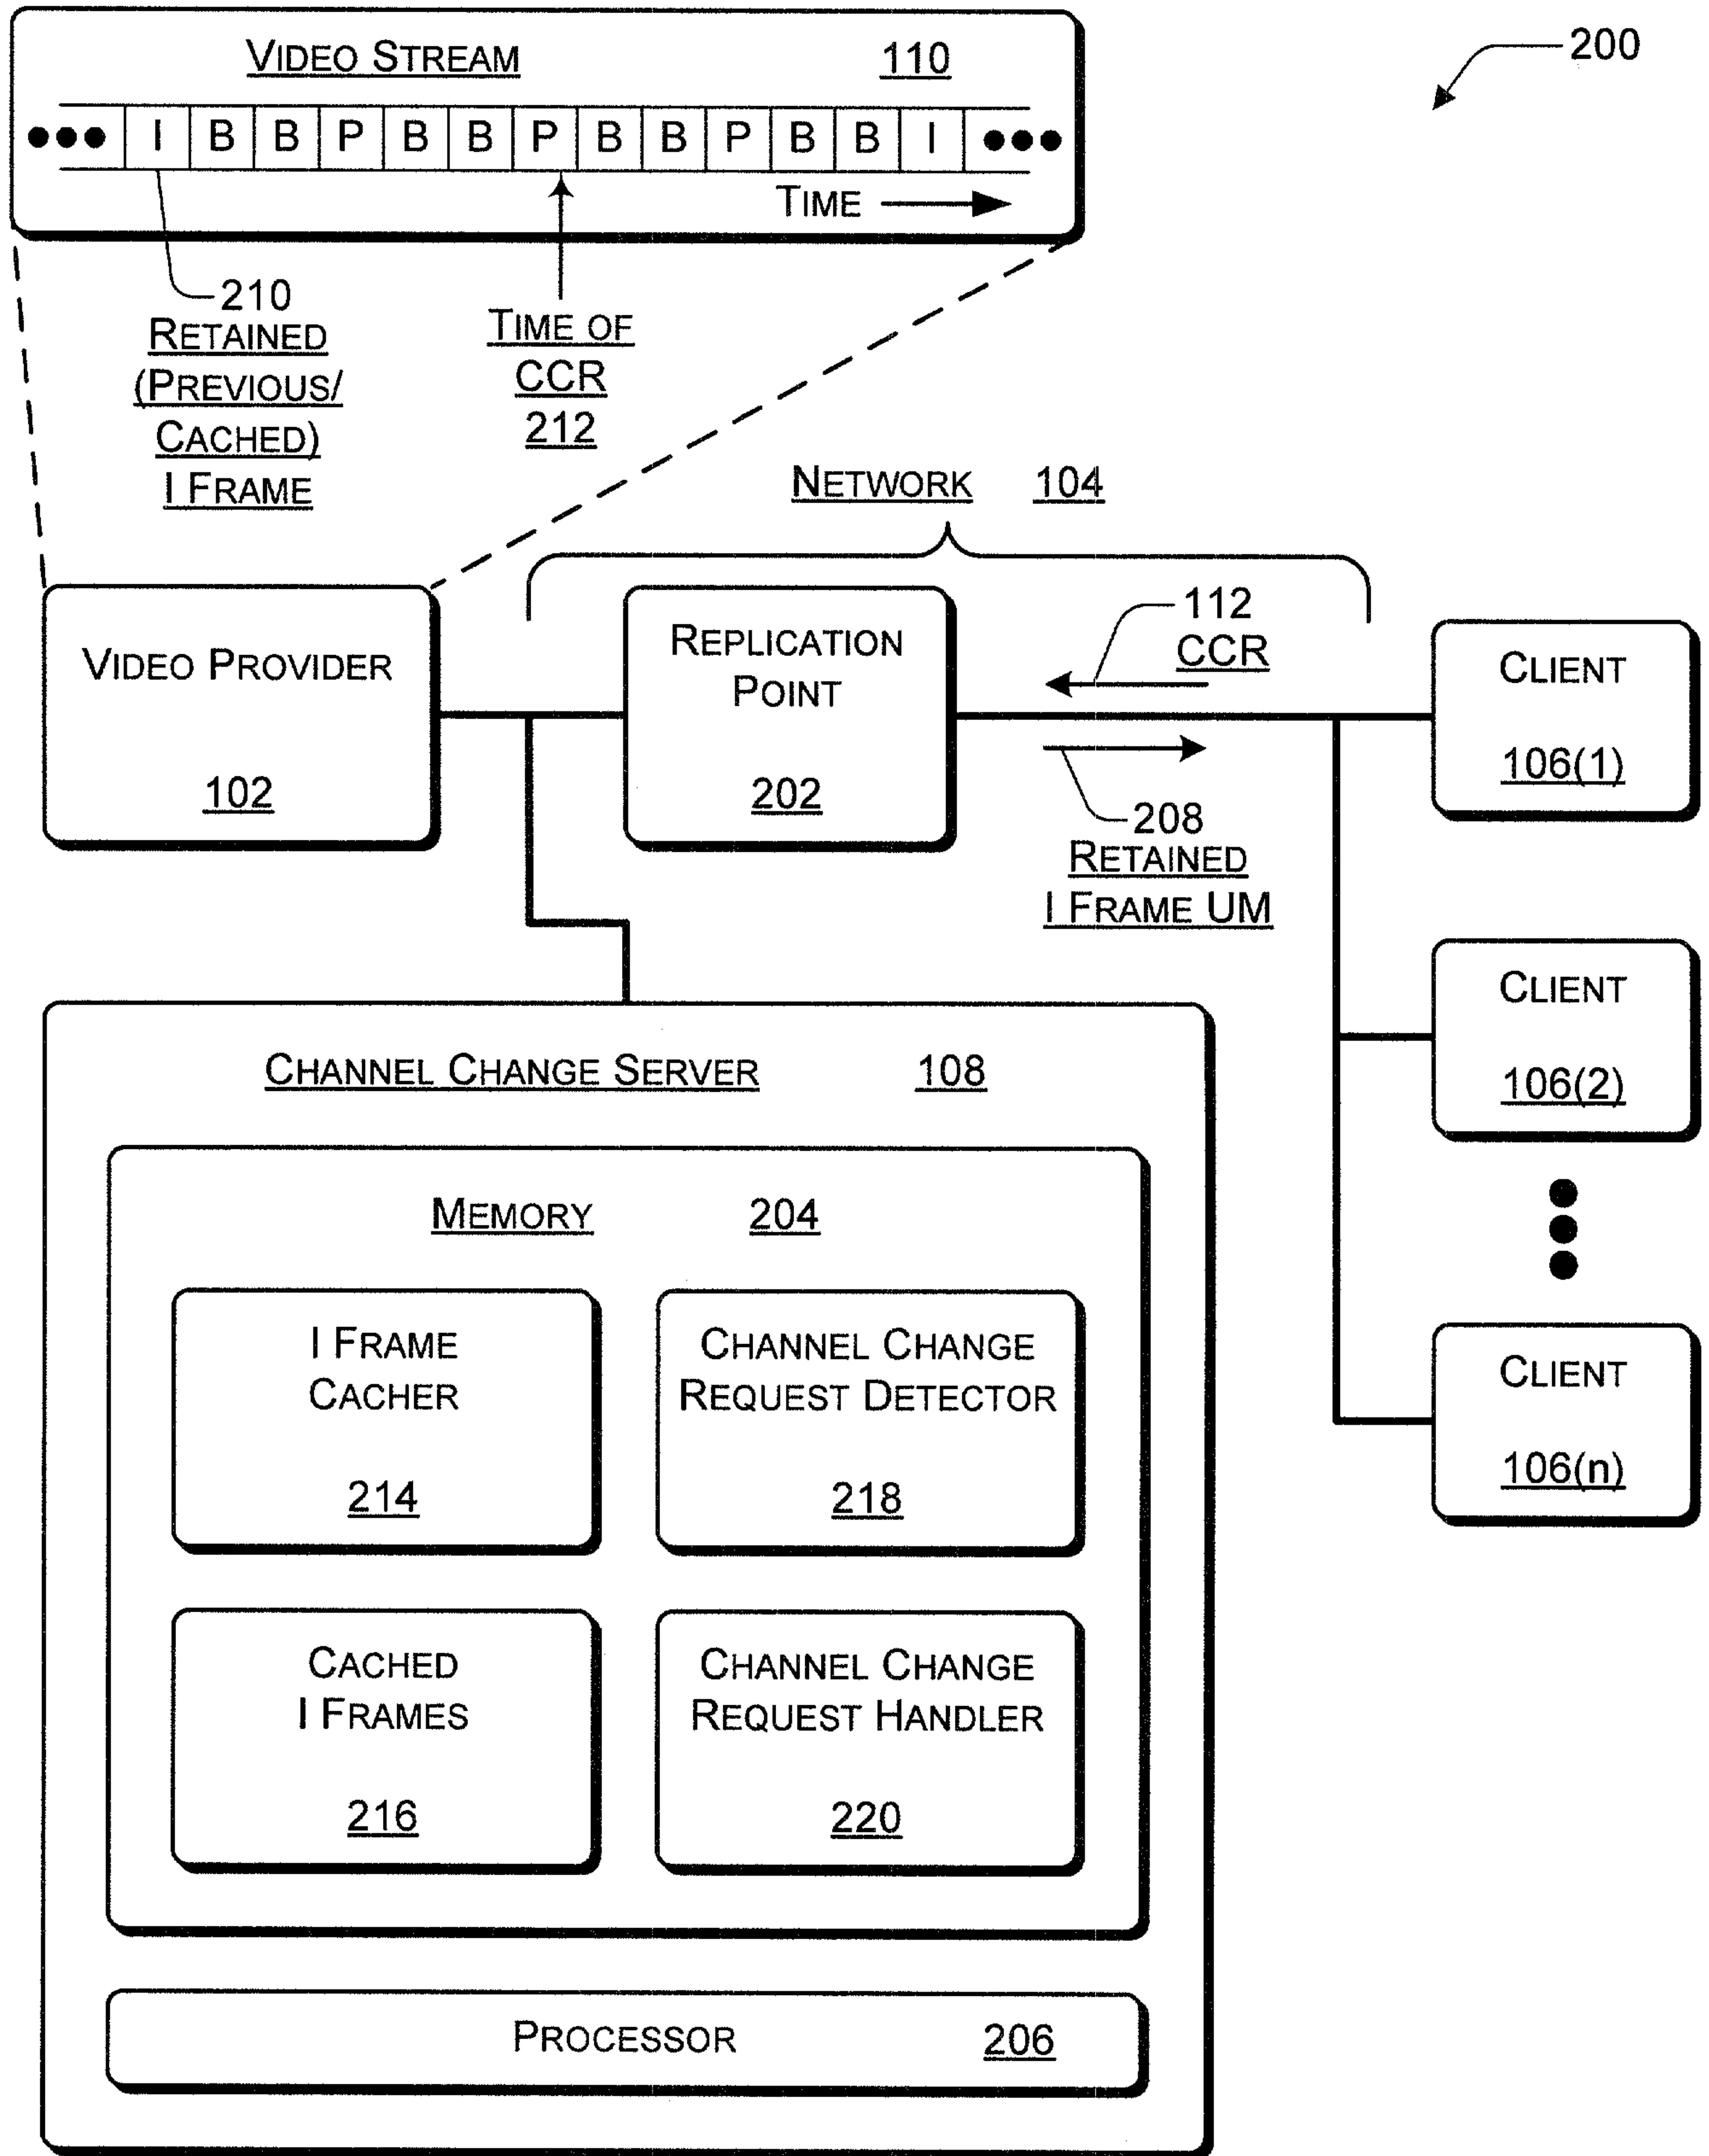 VIDEO STREAM 110
200
••• I B B P B B P B B P B B I •••
TIME
210
RETAINED
(PREVIOUS/
CACHED)
I FRAME
TIME OF
CCR
212
NETWORK 104
VIDEO PROVIDER
102
REPLICATION
POINT
202
112
CCR
208
RETAINED
I FRAME UM
CLIENT
106(1)
CLIENT
106(2)
CLIENT
106(n)
CHANNEL CHANGE SERVER 108
MEMORY 204
I FRAME
CACHER
214
CHANNEL CHANGE
REQUEST DETECTOR
218
CACHED
I FRAMES
216
CHANNEL CHANGE
REQUEST HANDLER
220
PROCESSOR 206